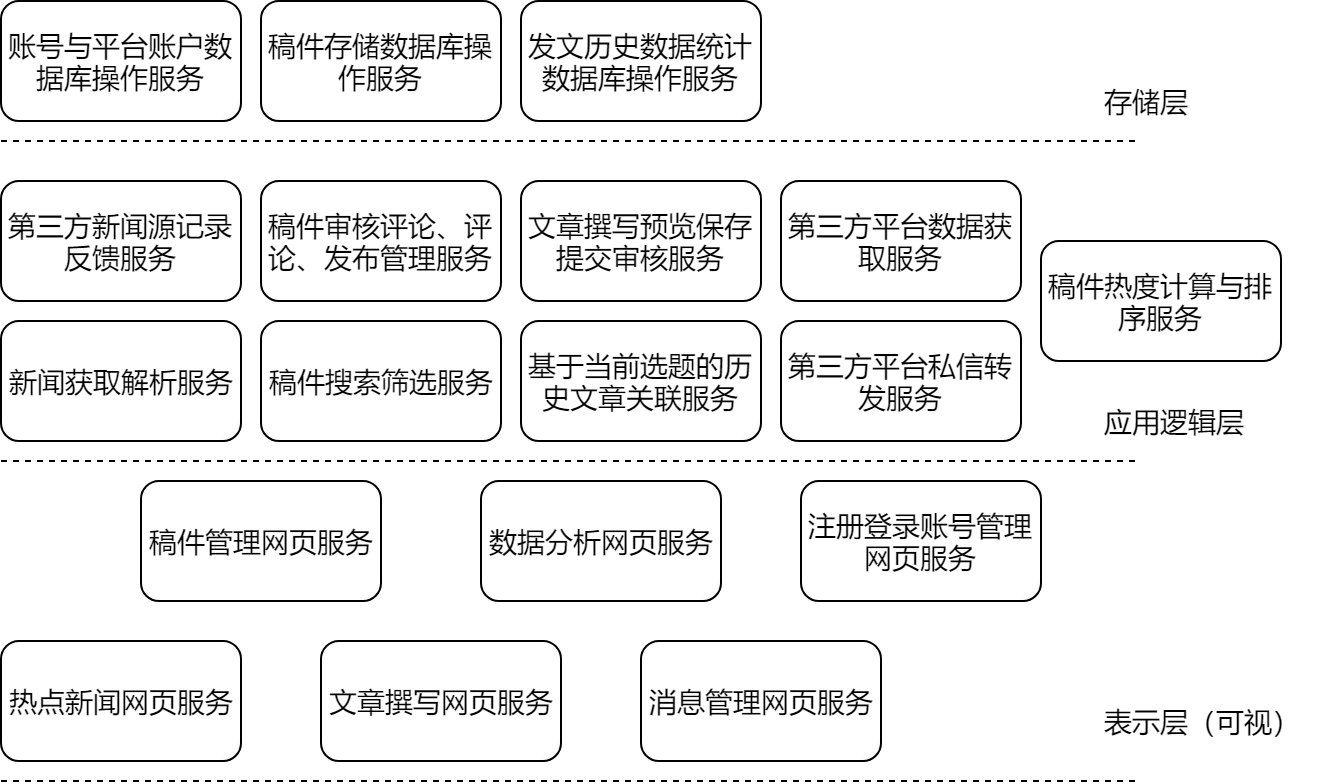 账号与平台账户数
据库操作服务
稿件存储数据库操
作服务
发文历史数据统计
数据库操作服务
存储层
第三方新闻源记录
反馈服务
稿件审核评论、评
论、发布管理服务
文章撰写预览保存
提交审核服务
第三方平台数据获
取服务
稿件热度计算与排
序服务
新闻获取解析服务
稿件搜索筛选服务
基于当前选题的历
史文章关联服务
第三方平台私信转
发服务
应用逻辑层
稿件管理网页服务
数据分析网页服务
注册登录账号管理
网页服务
热点新闻网页服务
文章撰写网页服务
消息管理网页服务
表示层（可视）